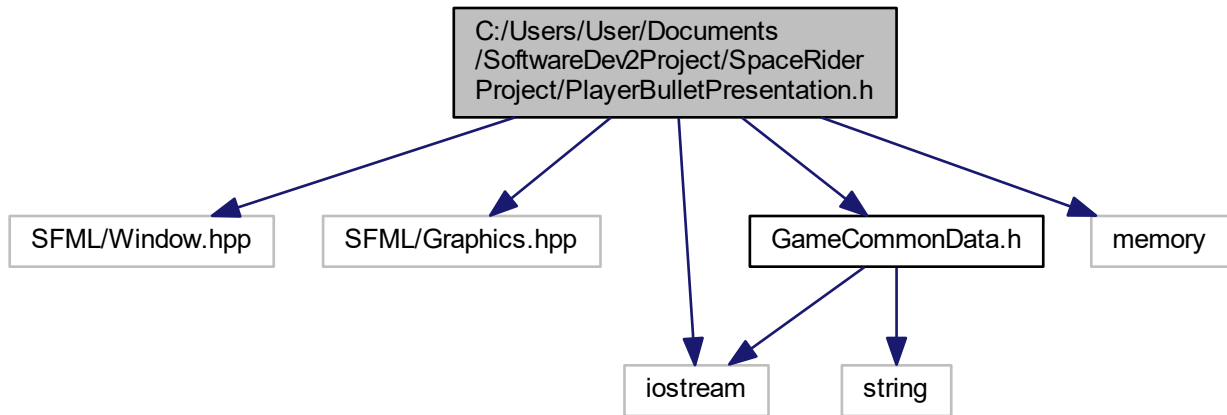 C:/Users/User/Documents
/SoftwareDev2Project/SpaceRider
Project/PlayerBulletPresentation.h
SFML/Window.hpp
SFML/Graphics.hpp
GameCommonData.h
memory
iostream
string